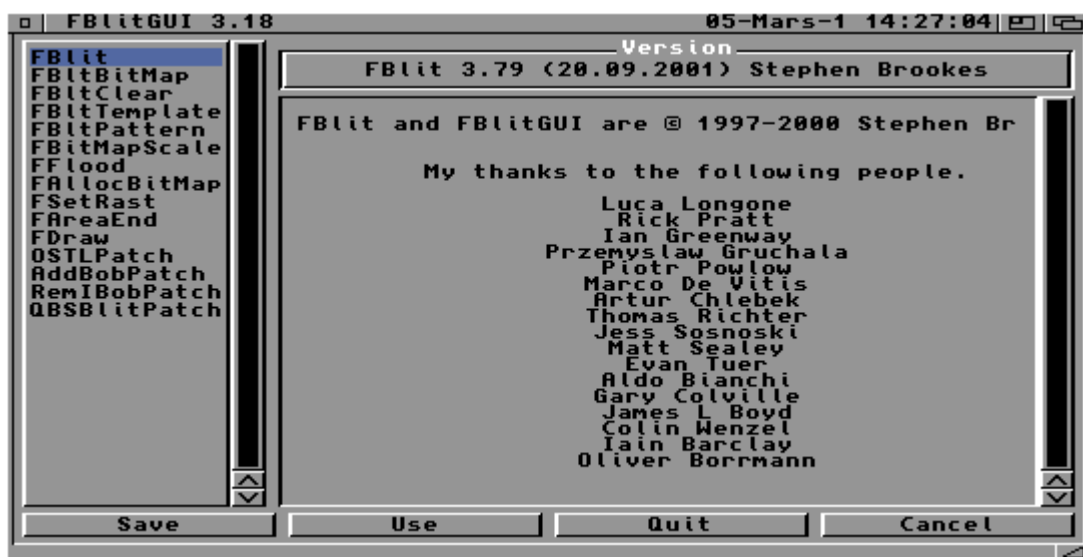 FBlitGUI 3.18
05-Mars-1 14:27:04
FBlit
FBltBitMap
FBltClear
FBltTemplate
FBltPattern
FBitMapScale
FFlood
FAllocBitMap
FSetRast
FAreaEnd
FDraw
OSTLPatch
AddBobPatch
RemIBobPatch
QBSBlitPatch
Version
FBlit 3.79 (20.09.2001) Stephen Brookes
FBlit and FBlitGUI are © 1997-2000 Stephen Br
My thanks to the following people.
Luca Longone
Rick Pratt
Ian Greenway
Przemyslaw Gruchala
Piotr Powlow
Marco De Vitis
Artur Chlebek
Thomas Richter
Jess Sosnoski
Matt Sealey
Evan Tuer
Aldo Bianchi
Gary Colville
James L Boyd
Colin Wenzel
Iain Barclay
Oliver Borrmann
Save
Use
Quit
Cancel